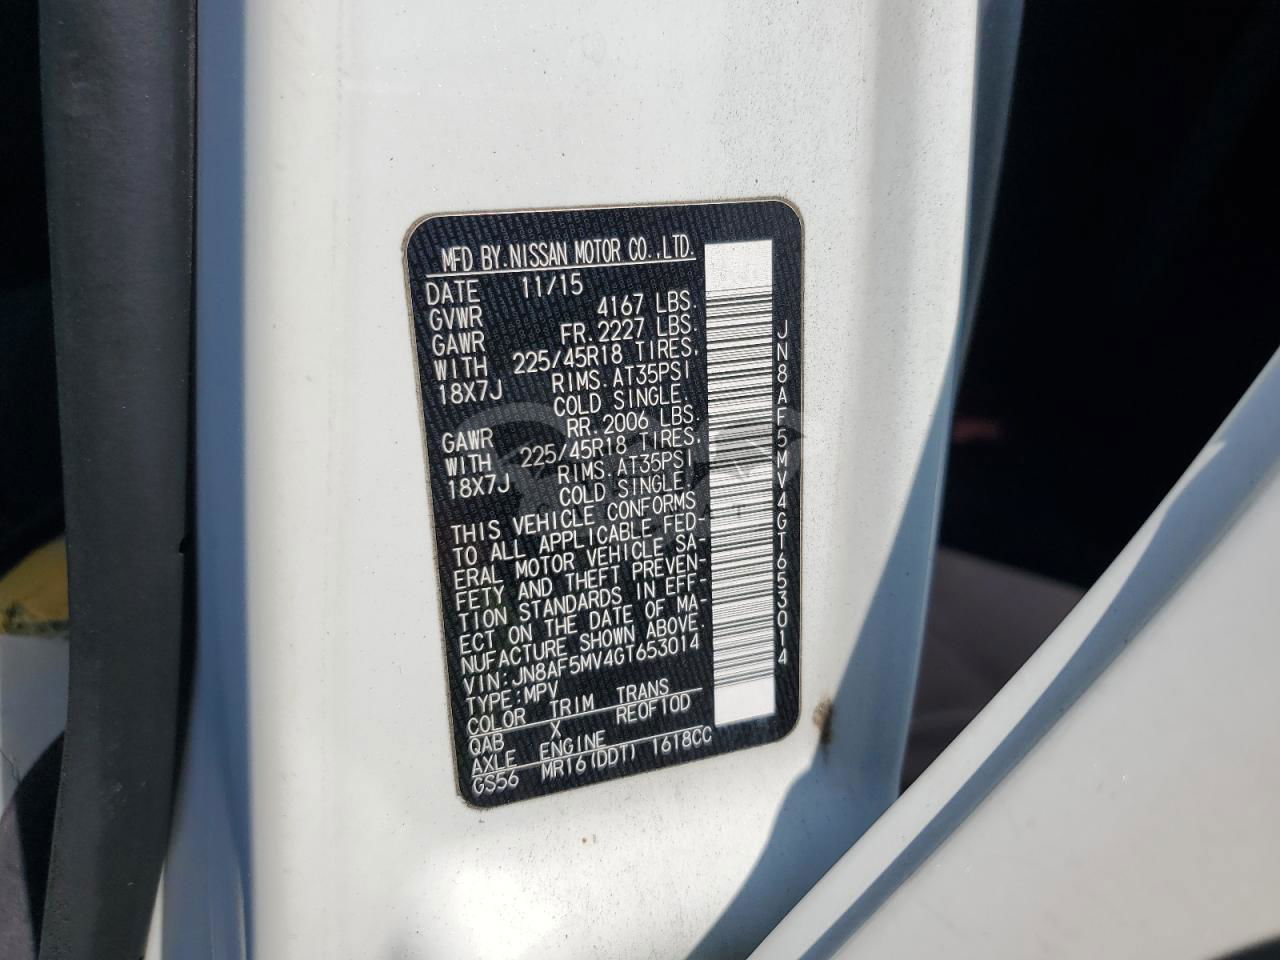 MFD BY.NISSAN MOTOR CO.,LTD.
DATE 11/15
GVWR 4167 LBS.
GAWR FR.2227 LBS.
WITH 225/45R18 TIRES,
18X7J RIMS.AT35PSI
COLD SINGLE.
GAWR RR.2006 LBS.
WITH 225/45R18 TIRES,
18X7J RIMS.AT35PSI
COLD SINGLE.
THIS VEHICLE CONFORMS
TO ALL APPLICABLE FED-
ERAL MOTOR VEHICLE SA-
FETY AND THEFT PREVEN-
TION STANDARDS IN EFF-
ECT ON THE DATE OF MA-
NUFACTURE SHOWN ABOVE.
VIN:JN8AF5MV4GT653014
TYPE:MPV
COLOR TRIM TRANS
QAB X RE0F10D
AXLE ENGINE
GS56 MR16(DDT) 1618CC
JN8AF5MV4GT653014